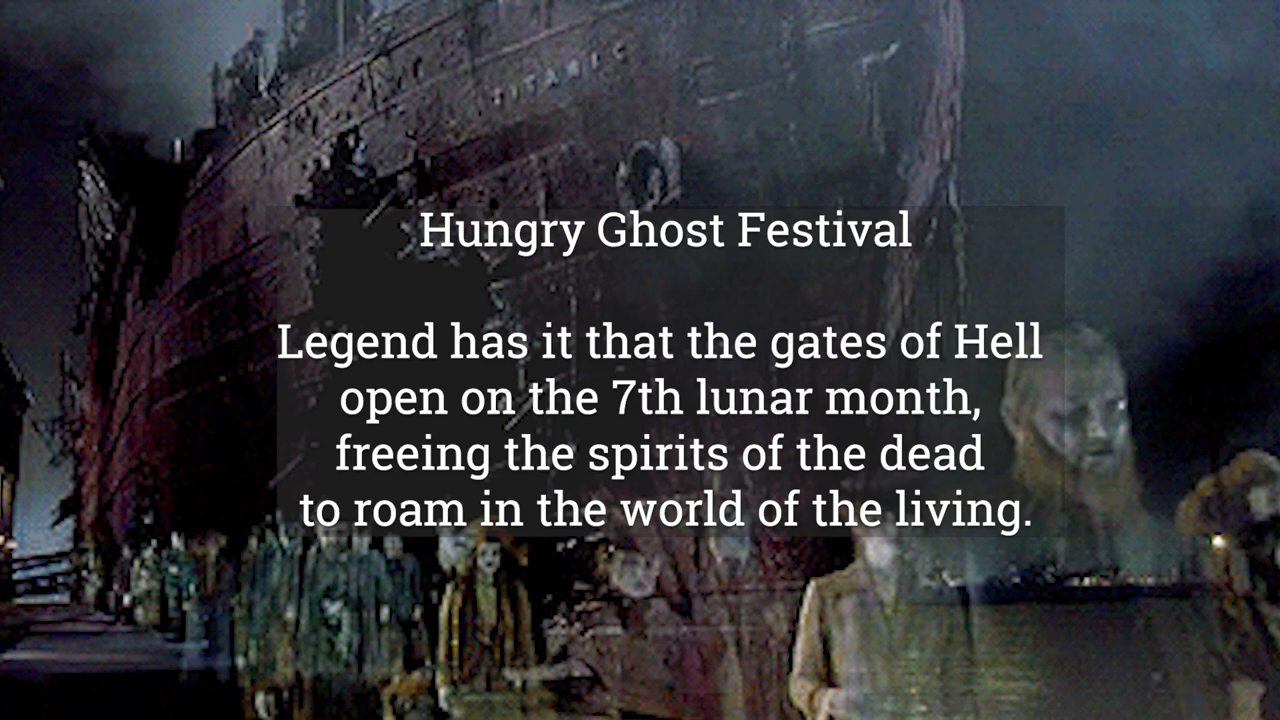 TITANIC
Hungry Ghost Festival
Legend has it that the gates of Hell
open on the 7th lunar month,
freeing the spirits of the dead
to roam in the world of the living.